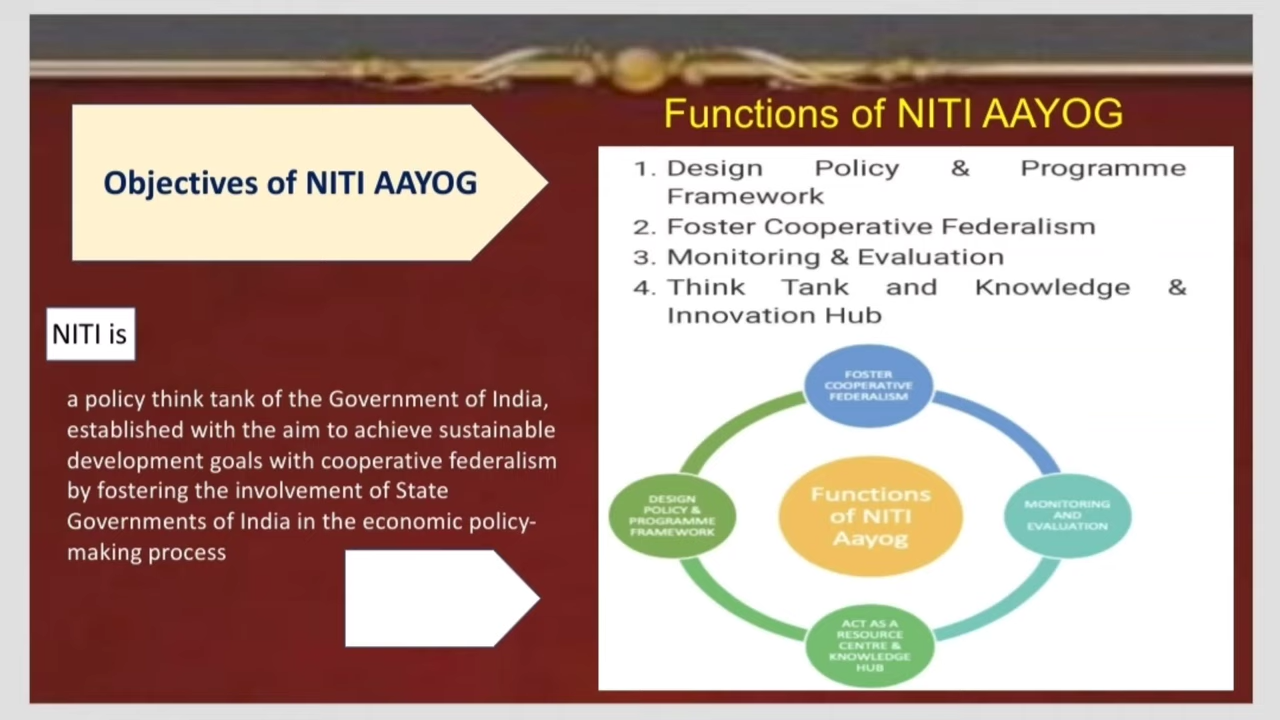 Objectives of NITI AAYOG
NITI is
a policy think tank of the Government of India,
established with the aim to achieve sustainable
development goals with cooperative federalism
by fostering the involvement of State
Governments of India in the economic policy-
making process
Functions of NITI AAYOG
1. Design Policy & Programme
Framework
2. Foster Cooperative Federalism
3. Monitoring & Evaluation
4. Think Tank and Knowledge &
Innovation Hub
FOSTER
COOPERATIVE
FEDERALISM
DESIGN
POLICY &
PROGRAMME
FRAMEWORK
Functions
of NITI
Aayog
MONITORING
AND
EVALUATION
ACT AS A
RESOURCE
CENTRE &
KNOWLEDGE
HUB